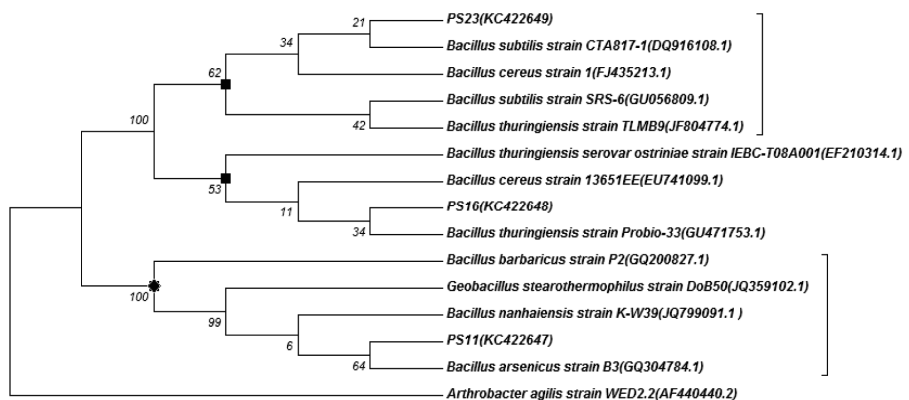 21
PS23(KC422649)
34
Bacillus subtilis strain CTA817-1(DQ916108.1)
62
Bacillus cereus strain 1(FJ435213.1)
Bacillus subtilis strain SRS-6(GU056809.1)
100
42
Bacillus thuringiensis strain TLMB9(JF804774.1)
Bacillus thuringiensis serovar ostriniae strain IEBC-T08A001(EF210314.1)
53
Bacillus cereus strain 13651EE(EU741099.1)
11
PS16(KC422648)
34
Bacillus thuringiensis strain Probio-33(GU471753.1)
Bacillus barbaricus strain P2(GQ200827.1)
100
Geobacillus stearothermophilus strain DoB50(JQ359102.1)
99
Bacillus nanhaiensis strain K-W39(JQ799091.1 )
6
PS11(KC422647)
64
Bacillus arsenicus strain B3(GQ304784.1)
Arthrobacter agilis strain WED2.2(AF440440.2)